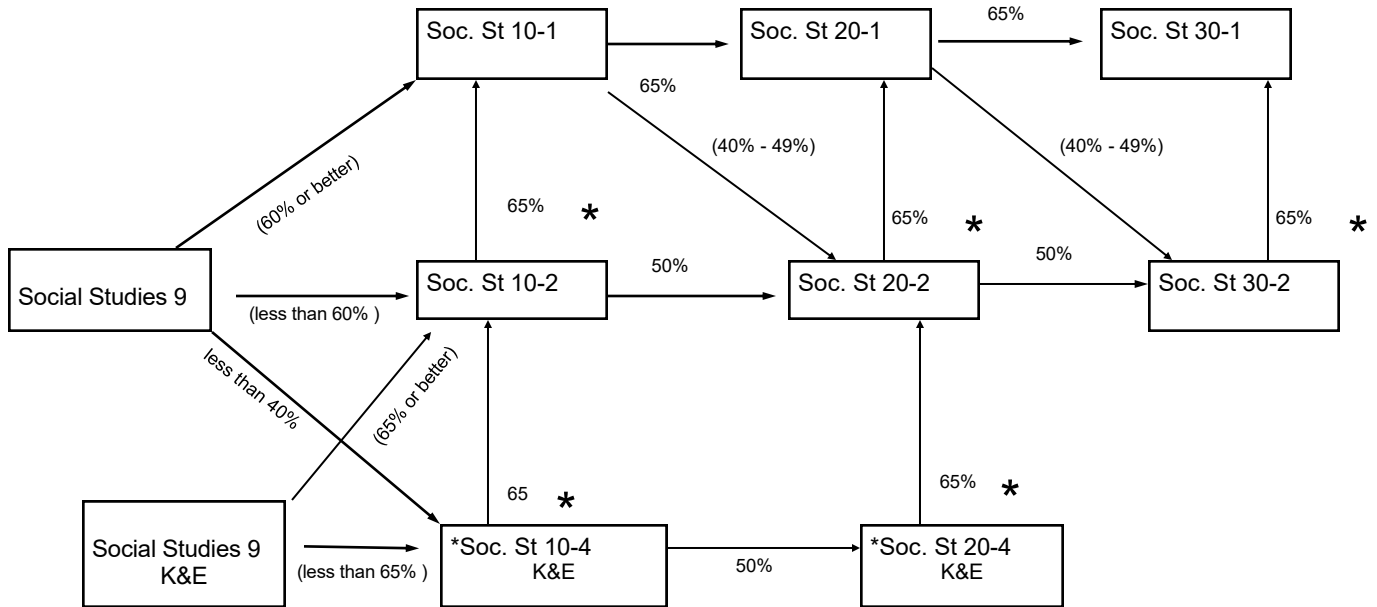 Soc. St 10-1
Soc. St 20-1
65%
Soc. St 30-1
65%
(40% - 49%)
(40% - 49%)
(60% or better)
65%
*
65%
*
65%
*
Social Studies 9
(less than 60% )
Soc. St 10-2
50%
Soc. St 20-2
50%
Soc. St 30-2
less than 40%
(65% or better)
65
*
65%
*
Social Studies 9
K&E
(less than 65% )
*Soc. St 10-4
K&E
50%
*Soc. St 20-4
K&E